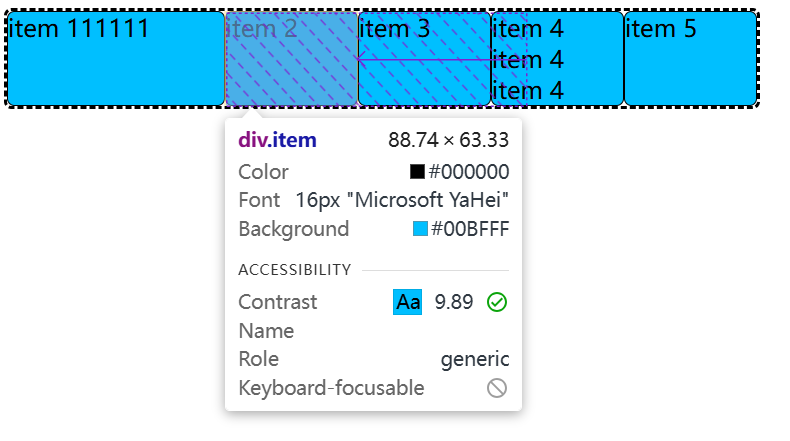 item 111111
item 2
item 3
item 4
item 4
item 4
item 5
div.item 88.74 × 63.33
Color #000000
Font 16px "Microsoft YaHei"
Background #00BFFF
ACCESSIBILITY
Contrast Aa 9.89
Name
Role generic
Keyboard-focusable